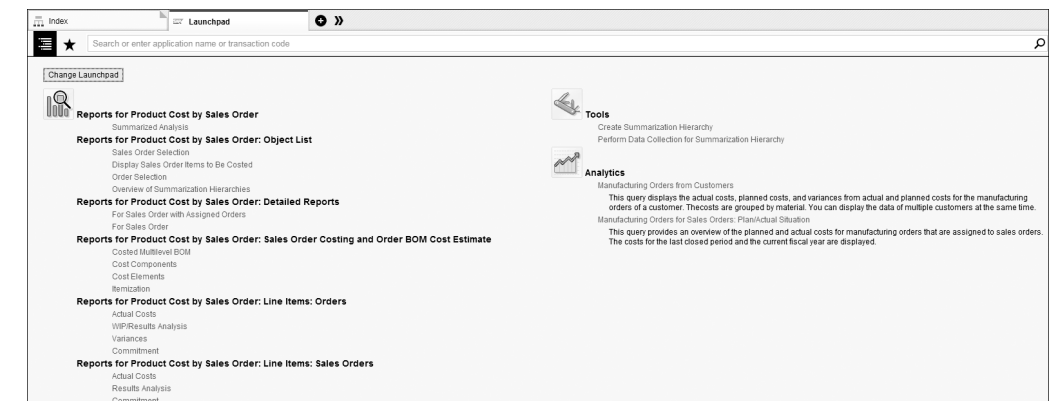 Index
Launchpad
Search or enter application name or transaction code
Change Launchpad
Reports for Product Cost by Sales Order
Summarized Analysis
Reports for Product Cost by Sales Order: Object List
Sales Order Selection
Display Sales Order Items to Be Costed
Order Selection
Overview of Summarization Hierarchies
Reports for Product Cost by Sales Order: Detailed Reports
For Sales Order with Assigned Orders
For Sales Order
Reports for Product Cost by Sales Order: Sales Order Costing and Order BOM Cost Estimate
Costed Multilevel BOM
Cost Components
Cost Elements
Itemization
Reports for Product Cost by Sales Order: Line Items: Orders
Actual Costs
WIP/Results Analysis
Variances
Commitment
Reports for Product Cost by Sales Order: Line Items: Sales Orders
Actual Costs
Results Analysis
Commitment
Tools
Create Summarization Hierarchy
Perform Data Collection for Summarization Hierarchy
Analytics
Manufacturing Orders from Customers
This query displays the actual costs, planned costs, and variances from actual and planned costs for the manufacturing
orders of a customer. Thecosts are grouped by material. You can display the data of multiple customers at the same time.
Manufacturing Orders for Sales Orders: Plan/Actual Situation
This query provides an overview of the planned and actual costs for manufacturing orders that are assigned to sales orders.
The costs for the last closed period and the current fiscal year are displayed.